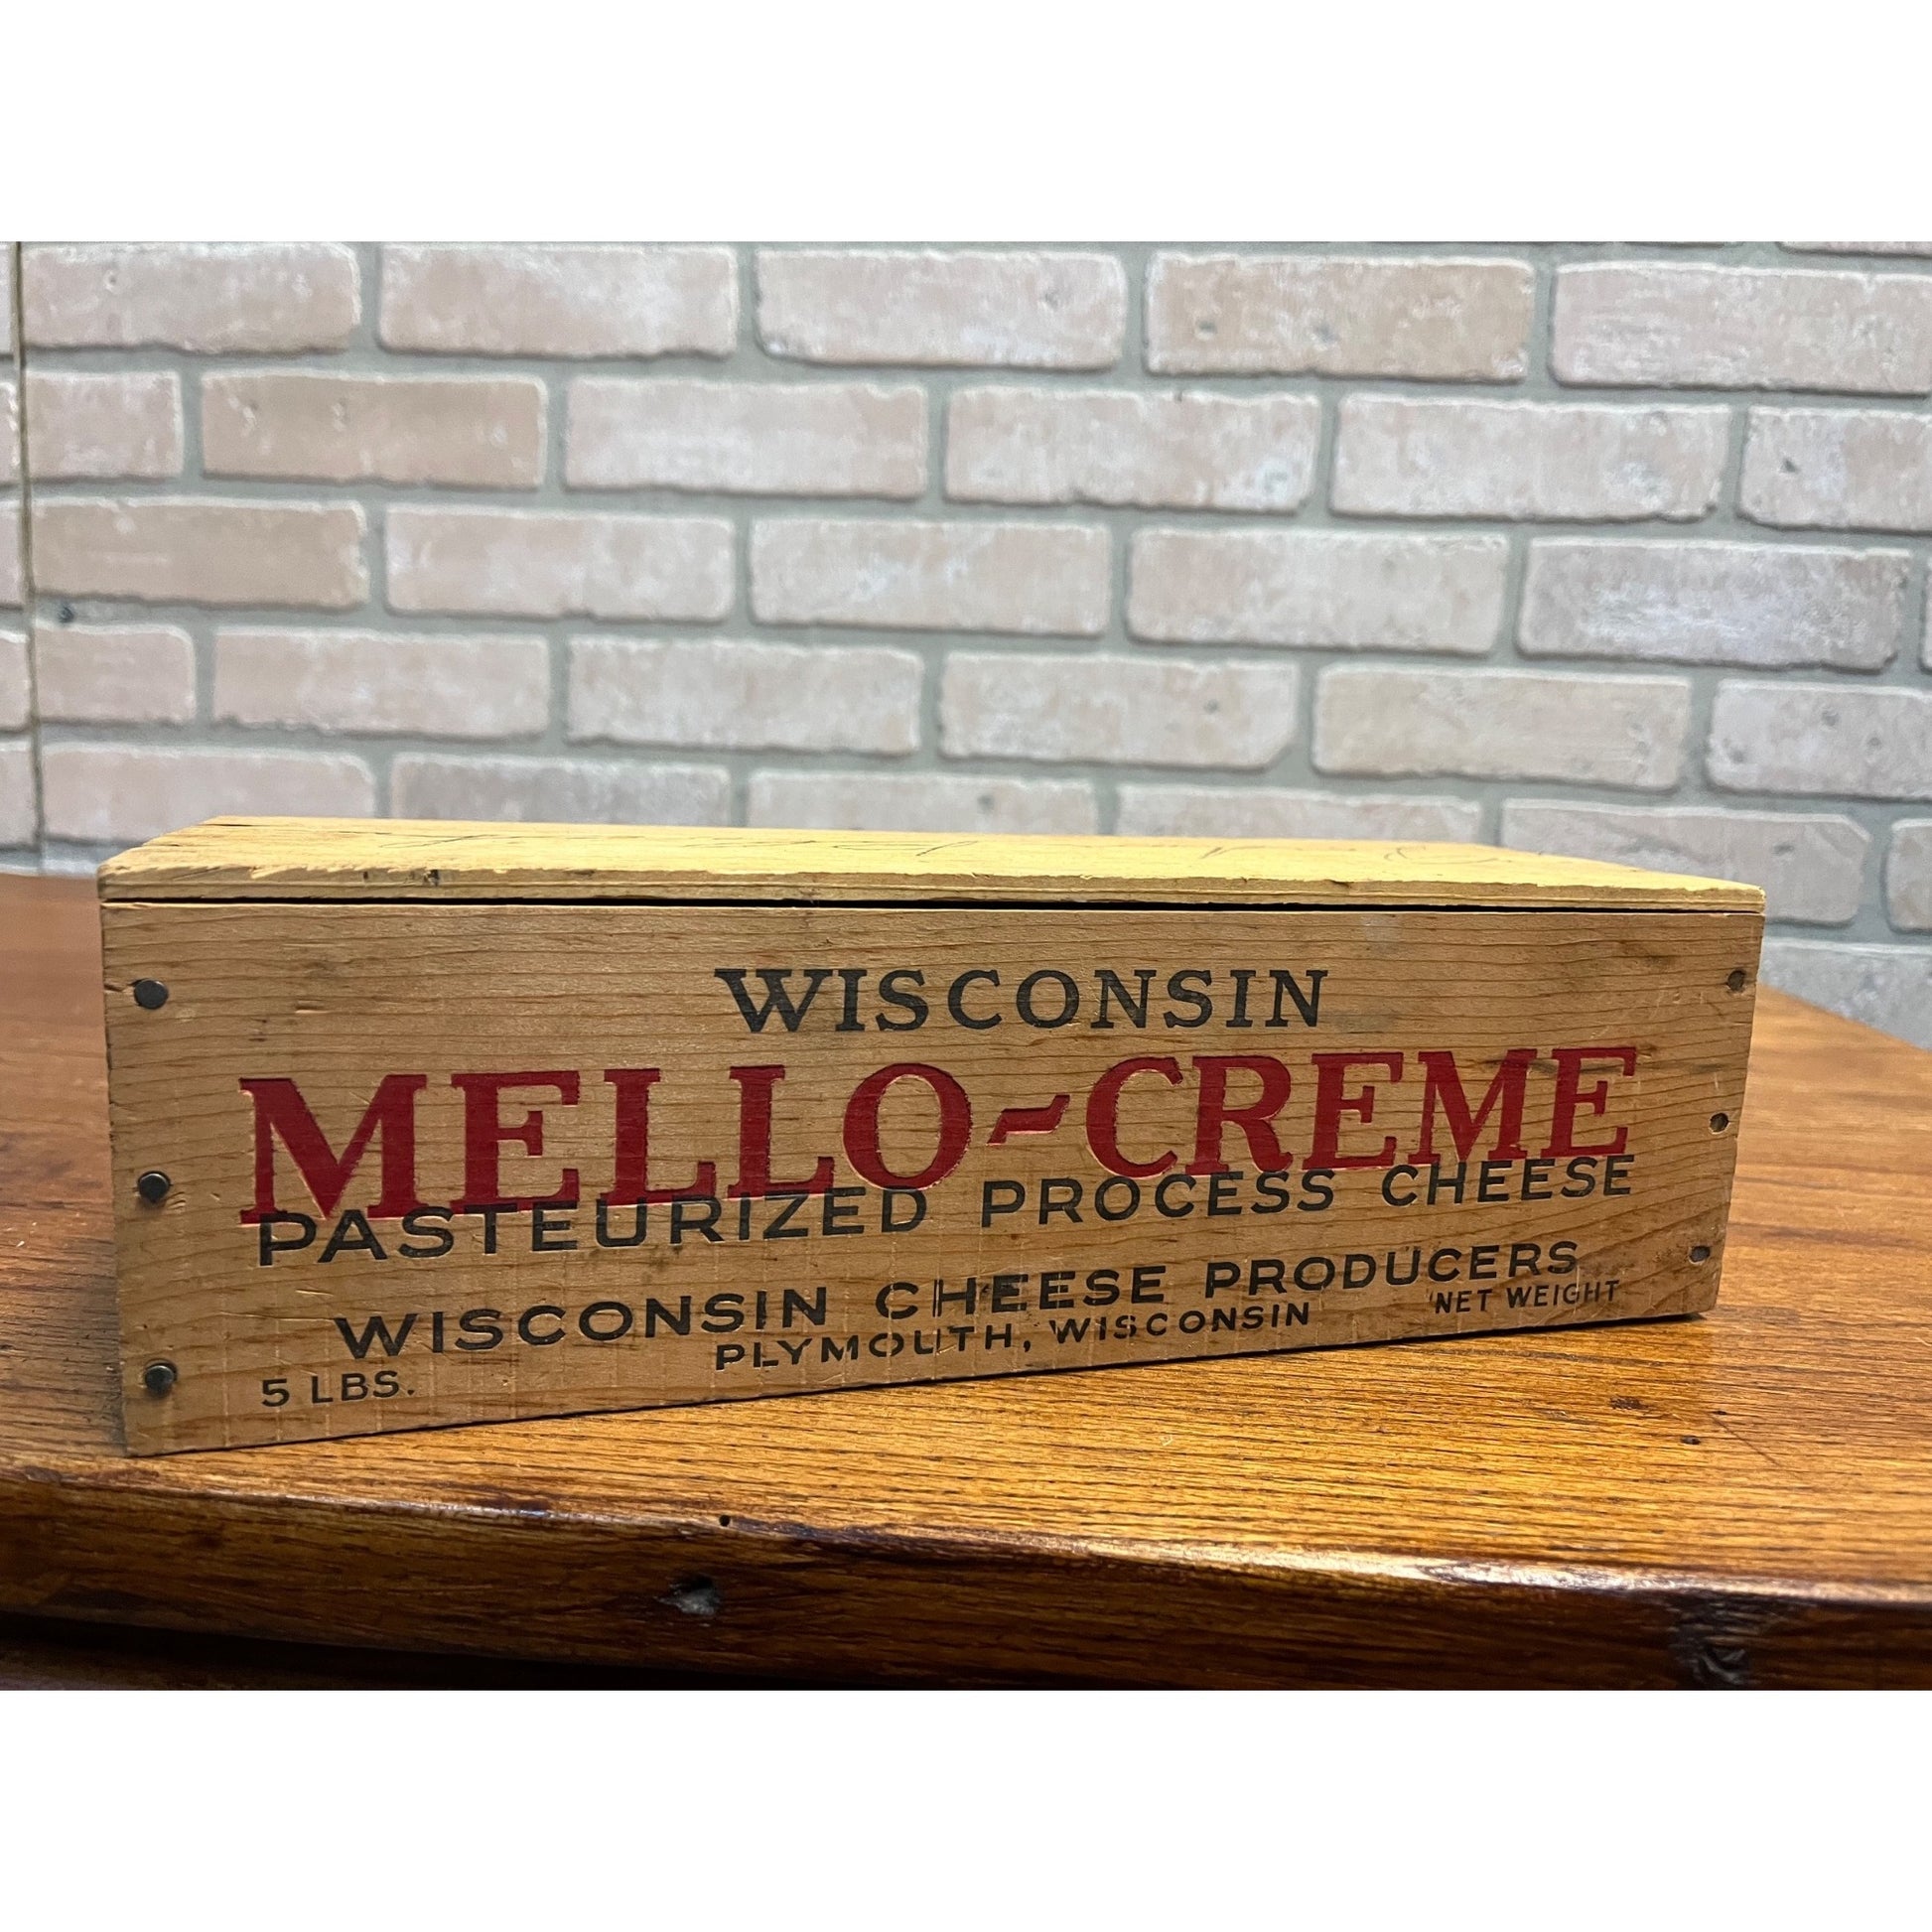 WISCONSIN
MELLO-CREME
PASTEURIZED PROCESS CHEESE
WISCONSIN CHEESE PRODUCERS
PLYMOUTH, WISCONSIN
5 LBS. NET WEIGHT